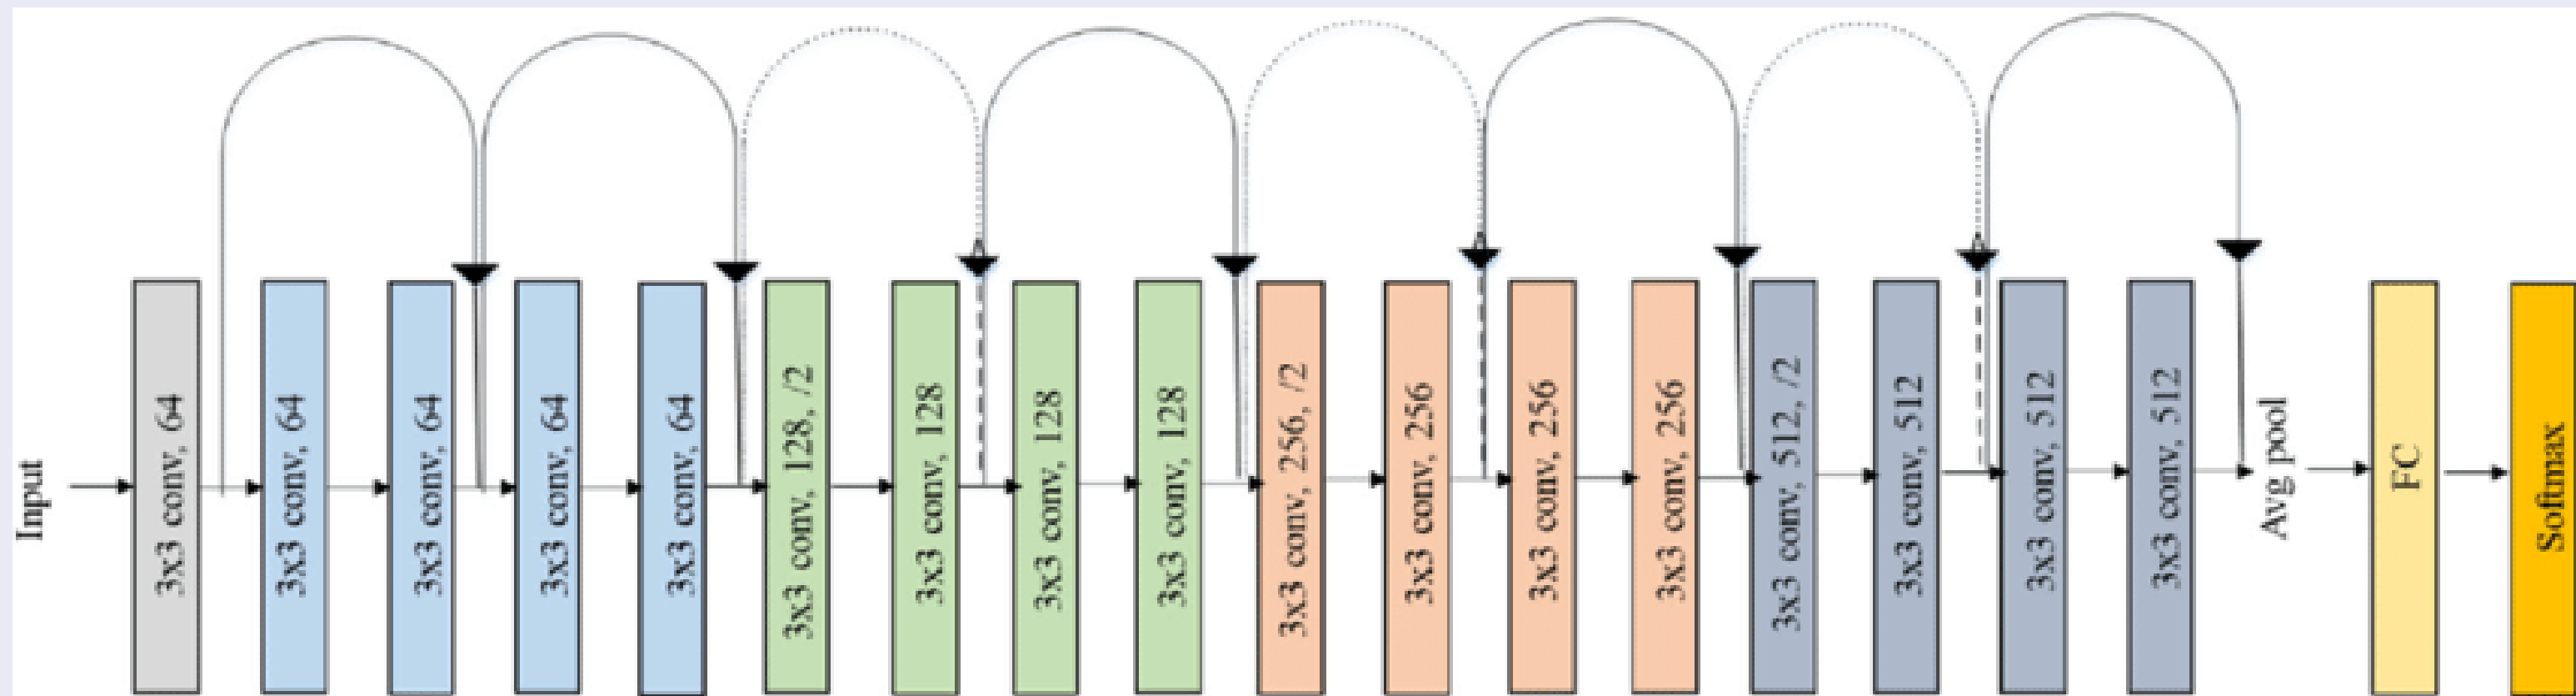 Input
3x3 conv, 64
3x3 conv, 64
3x3 conv, 64
3x3 conv, 64
3x3 conv, 64
3x3 conv, 128, /2
3x3 conv, 128
3x3 conv, 128
3x3 conv, 128
3x3 conv, 256, /2
3x3 conv, 256
3x3 conv, 256
3x3 conv, 256
3x3 conv, 512, /2
3x3 conv, 512
3x3 conv, 512
3x3 conv, 512
Avg pool
FC
Softmax